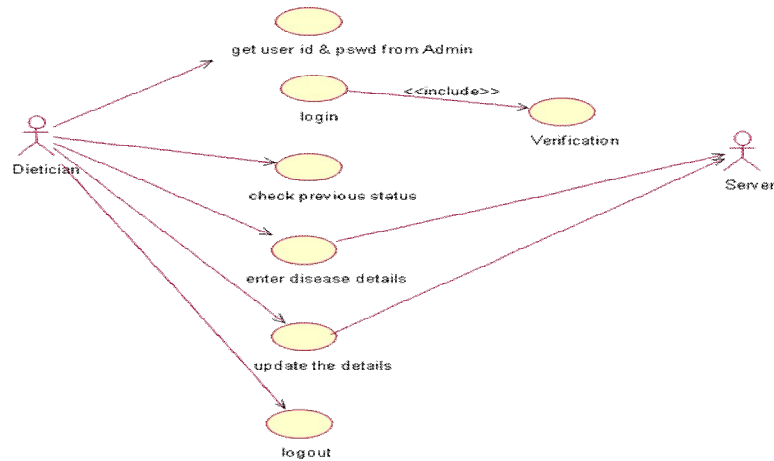 get user id & pswd from Admin
<<include>>
login
Verification
Dietician
Server
check previous status
enter disease details
update the details
logout